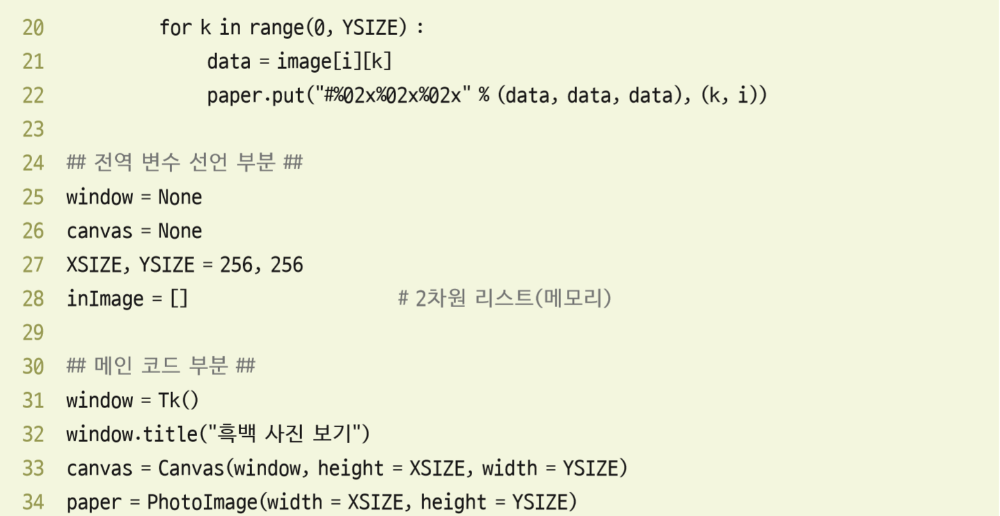 20 for k in range(0, YSIZE) :
21 data = image[i][k]
22 paper.put("#%02x%02x%02x" % (data, data, data), (k, i))
23
24 ## 전역 변수 선언 부분 ##
25 window = None
26 canvas = None
27 XSIZE, YSIZE = 256, 256
28 inImage = [] # 2차원 리스트(메모리)
29
30 ## 메인 코드 부분 ##
31 window = Tk()
32 window.title("흑백 사진 보기")
33 canvas = Canvas(window, height = XSIZE, width = YSIZE)
34 paper = PhotoImage(width = XSIZE, height = YSIZE)